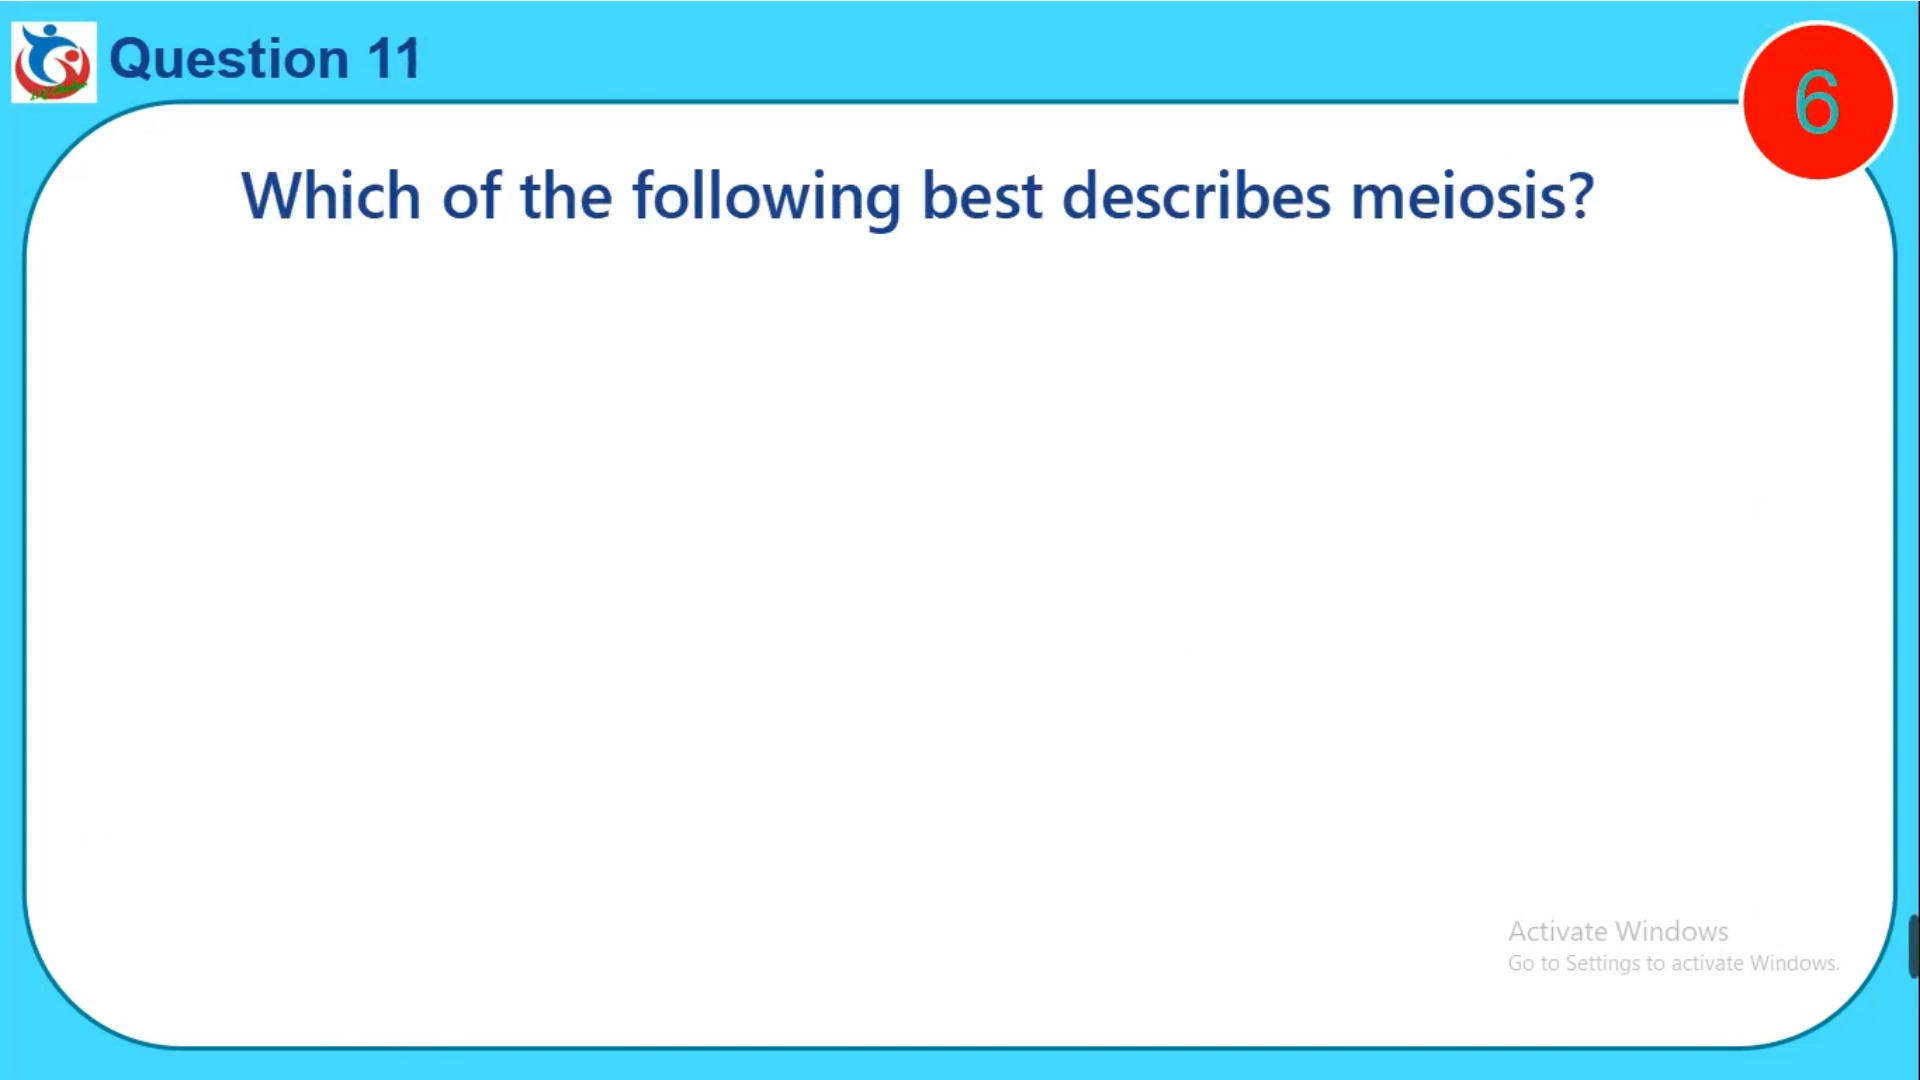 Question 11
6
Which of the following best describes meiosis?
Activate Windows
Go to Settings to activate Windows.